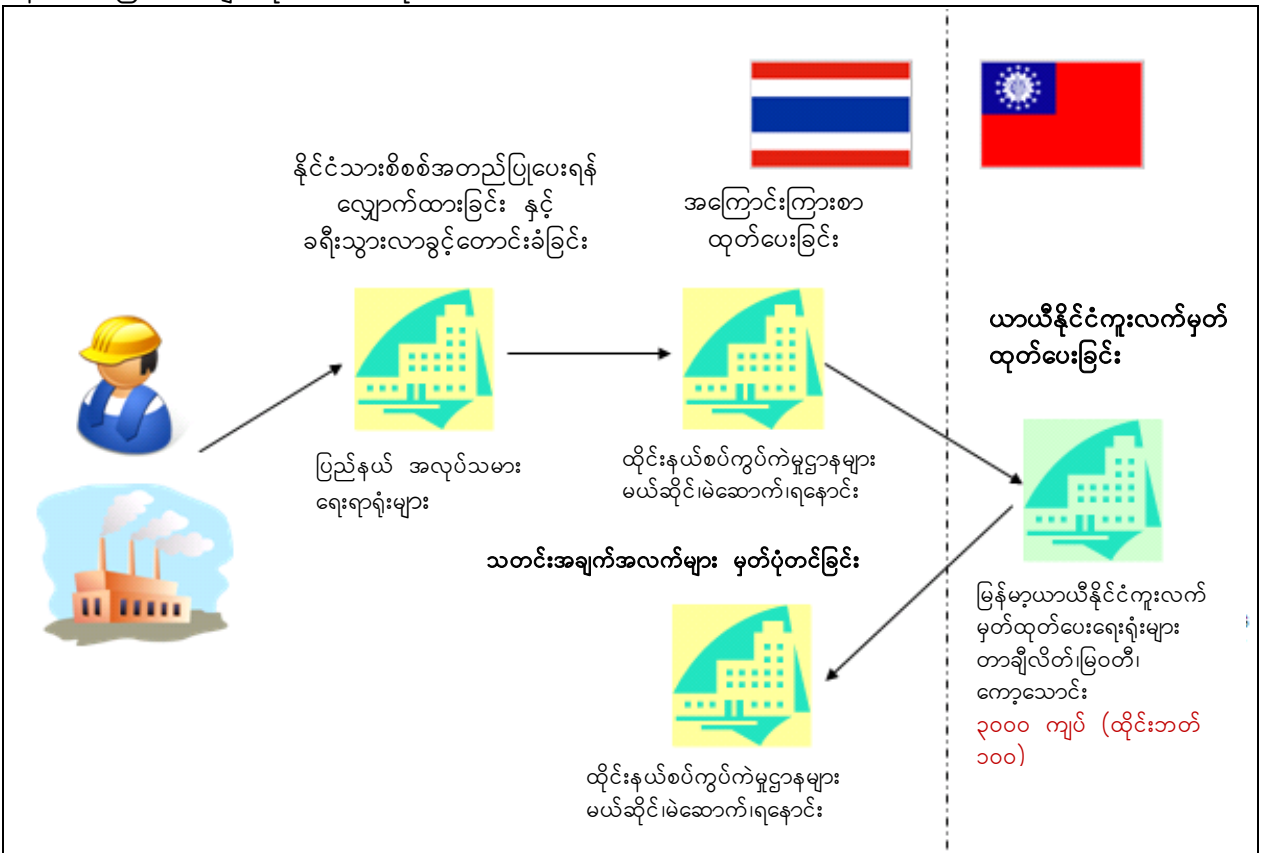 နိုင်ငံသားစိစစ်အတည်ပြုပေးရန်
လျှောက်ထားခြင်း နှင့်
ခရီးသွားလာခွင့်တောင်းခံခြင်း
အကြောင်းကြားစာ
ထုတ်ပေးခြင်း
ယာယီနိုင်ငံကူးလက်မှတ်
ထုတ်ပေးခြင်း
ပြည်နယ် အလုပ်သမား
ရေးရာရုံးများ
ထိုင်းနယ်စပ်ကွပ်ကဲမှုဌာနများ
မယ်ဆိုင်၊မဲဆောက်၊ရနောင်း
သတင်းအချက်အလက်များ မှတ်ပုံတင်ခြင်း
မြန်မာ့ယာယီနိုင်ငံကူးလက်
မှတ်ထုတ်ပေးရေးရုံးများ
တာချီလိတ်၊မြဝတီ၊
ကော့သောင်း
၃၀၀၀ ကျပ် (ထိုင်းဘတ်
၁၀၀)
ထိုင်းနယ်စပ်ကွပ်ကဲမှုဌာနများ
မယ်ဆိုင်၊မဲဆောက်၊ရနောင်း